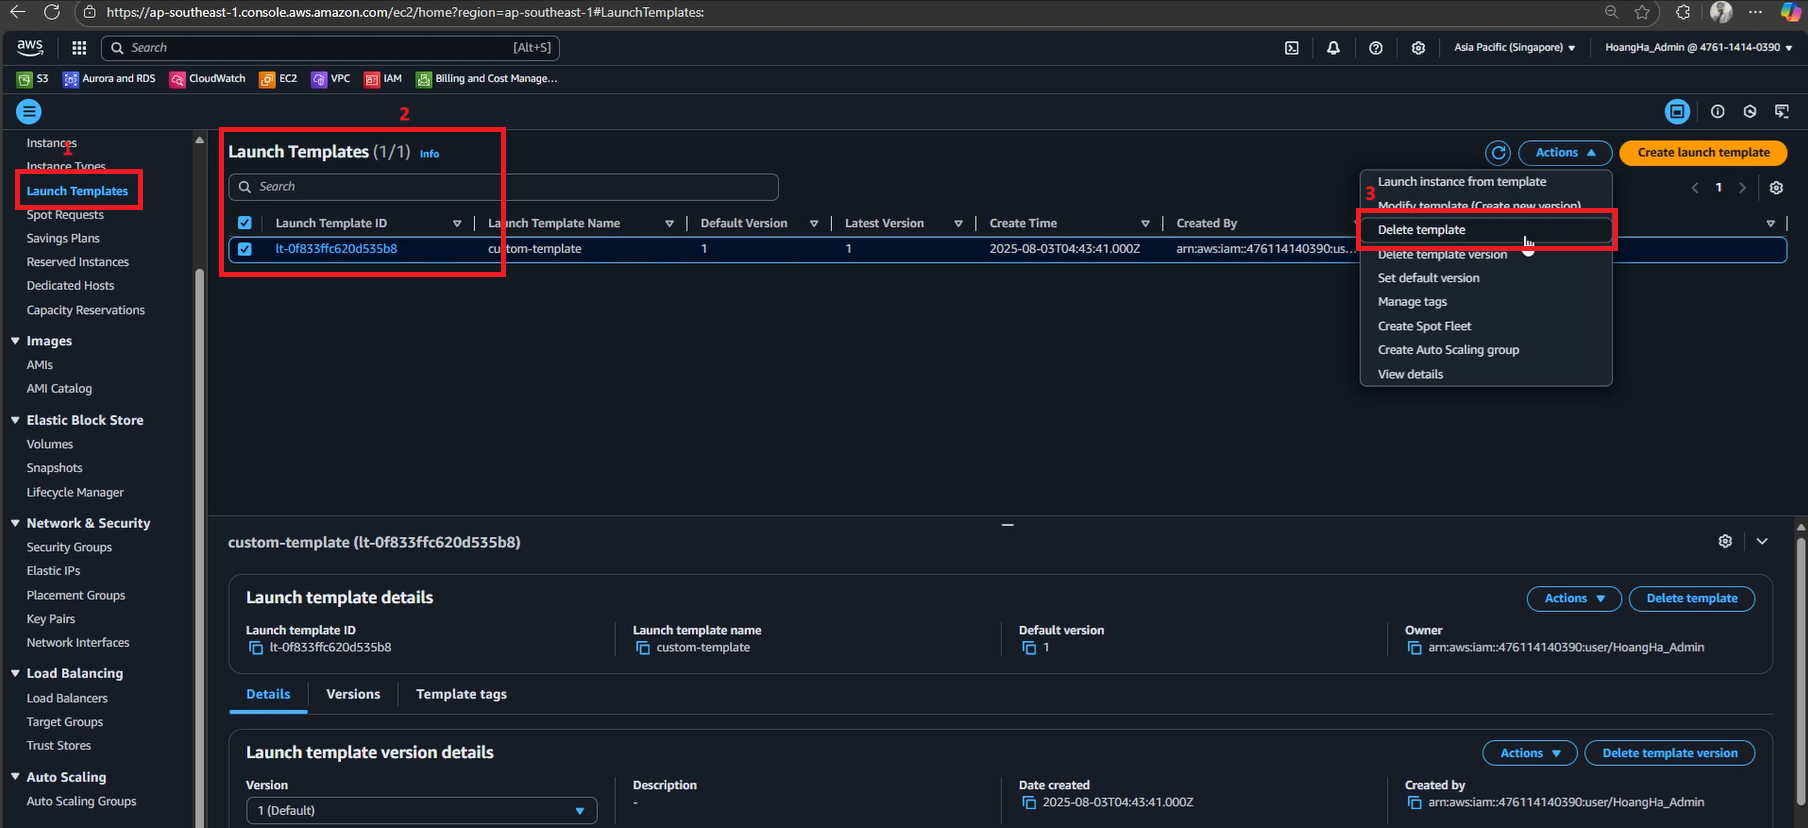 https://ap-southeast-1.console.aws.amazon.com/ec2/home?region=ap-southeast-1#LaunchTemplates:
aws Search [Alt+S] Asia Pacific (Singapore) HoangHa_Admin @ 4761-1414-0390
S3 Aurora and RDS CloudWatch EC2 VPC IAM Billing and Cost Manage...
Instances
1
Instance Types
Launch Templates
Spot Requests
Savings Plans
Reserved Instances
Dedicated Hosts
Capacity Reservations
Images
AMIs
AMI Catalog
Elastic Block Store
Volumes
Snapshots
Lifecycle Manager
Network & Security
Security Groups
Elastic IPs
Placement Groups
Key Pairs
Network Interfaces
Load Balancing
Load Balancers
Target Groups
Trust Stores
Auto Scaling
Auto Scaling Groups
2
Launch Templates (1/1) Info
Actions Create launch template
Search
1
Launch Template ID Launch Template Name Default Version Latest Version Create Time Created By
lt-0f833ffc620d535b8 custom-template 1 1 2025-08-03T04:43:41.000Z arn:aws:iam::476114140390:us...
Launch instance from template
3
Modify template (Create new version)
Delete template
Delete template version
Set default version
Manage tags
Create Spot Fleet
Create Auto Scaling group
View details
custom-template (lt-0f833ffc620d535b8)
Launch template details
Actions Delete template
Launch template ID Launch template name Default version Owner
lt-0f833ffc620d535b8 custom-template 1 arn:aws:iam::476114140390:user/HoangHa_Admin
Details Versions Template tags
Launch template version details
Actions Delete template version
Version Description Date created Created by
1 (Default) - 2025-08-03T04:43:41.000Z arn:aws:iam::476114140390:user/HoangHa_Admin